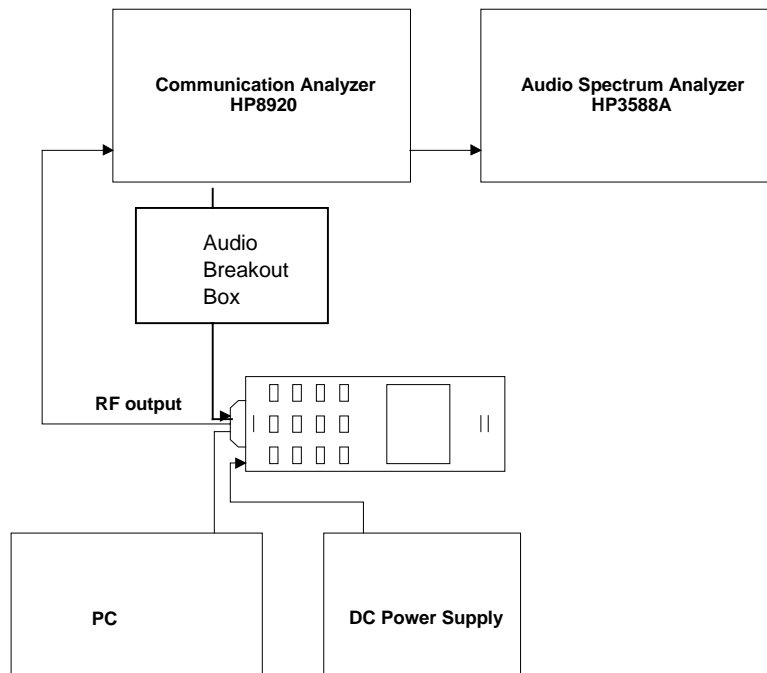 Communication Analyzer
HP8920
Audio Spectrum Analyzer
HP3588A
Audio
Breakout
Box
RF output
PC
DC Power Supply